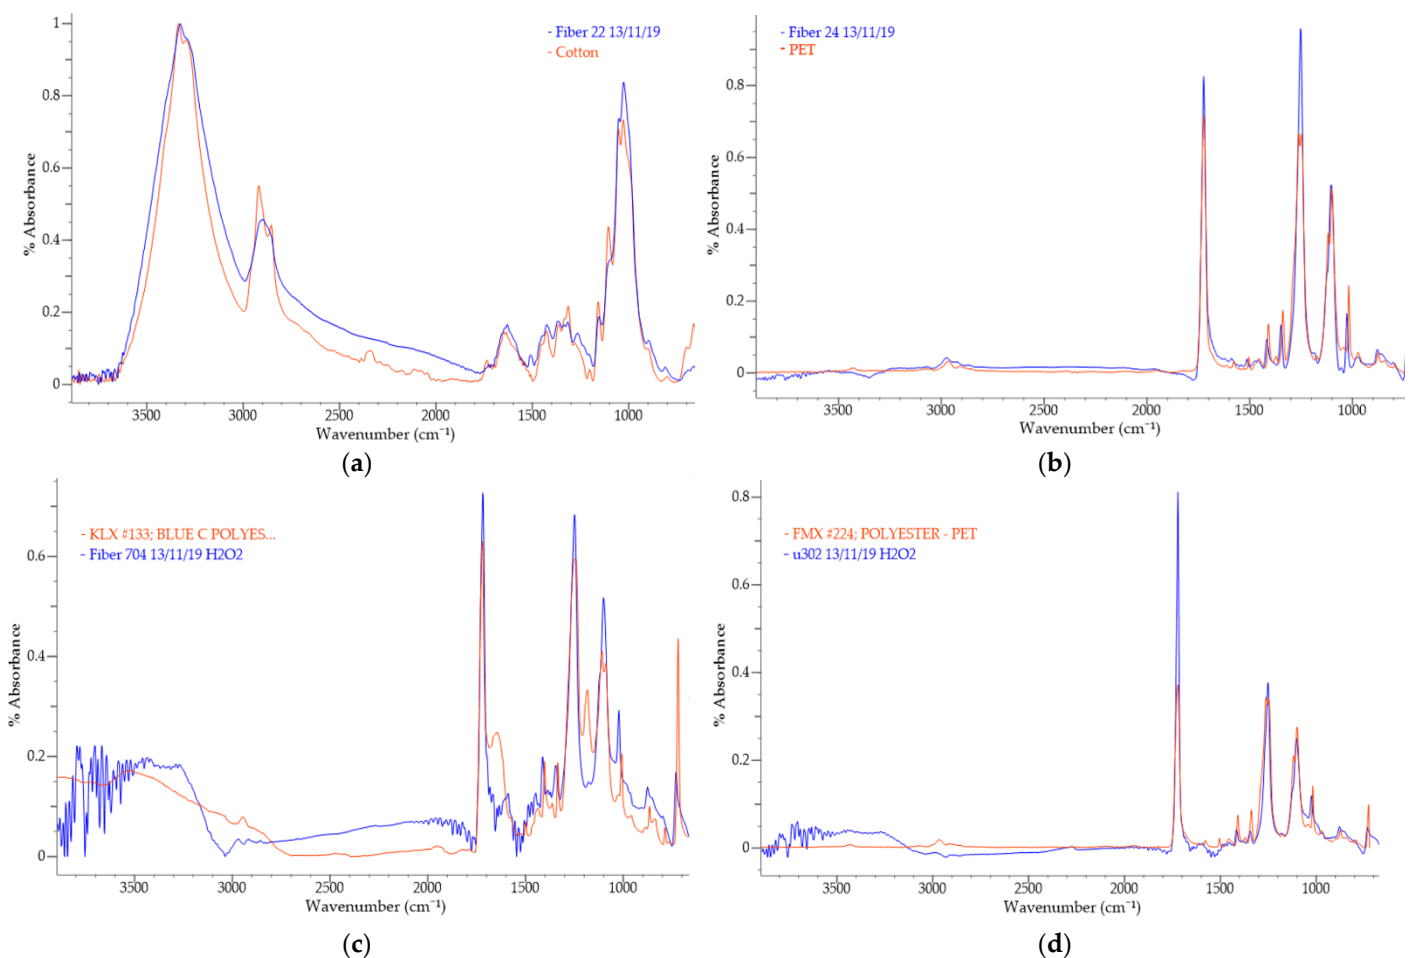 - Fiber 22 13/11/19
- Cotton
1
0.8
0.6
0.4
0.2
0
% Absorbance
3500 3000 2500 2000 1500 1000
Wavenumber (cm⁻¹)
(a)
- Fiber 24 13/11/19
- PET
0.8
0.6
0.4
0.2
0
% Absorbance
3500 3000 2500 2000 1500 1000
Wavenumber (cm⁻¹)
(b)
- KLX #133; BLUE C POLYES...
- Fiber 704 13/11/19 H2O2
0.6
0.4
0.2
0
% Absorbance
3500 3000 2500 2000 1500 1000
Wavenumber (cm⁻¹)
(c)
- FMX #224; POLYESTER - PET
- u302 13/11/19 H2O2
0.8
0.6
0.4
0.2
0
% Absorbance
3500 3000 2500 2000 1500 1000
Wavenumber (cm⁻¹)
(d)